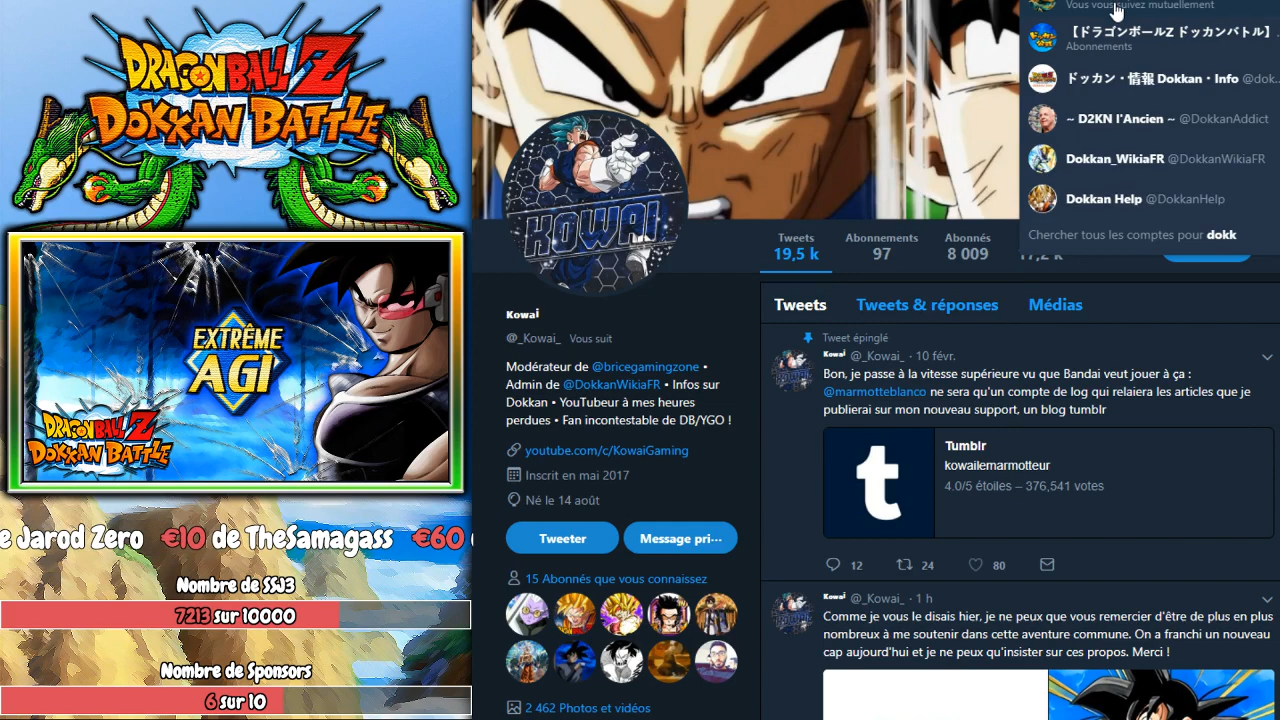 DRAGONBALL Z
DOKKAN BATTLE
EXTRÊME
AGI
DRAGONBALL Z
DOKKAN BATTLE
e Jarod Zero €10 de TheSamagass €60
Nombre de SSJ3
7213 sur 10000
Nombre de Sponsors
6 sur 10
KOWAI
Vous vous suivez mutuellement
【ドラゴンボールZ ドッカンバトル】
Abonnements
ドッカン・情報 Dokkan・Info @dok...
~ D2KN l'Ancien ~ @DokkanAddict
Dokkan_WikiaFR @DokkanWikiaFR
Dokkan Help @DokkanHelp
Chercher tous les comptes pour dokk
Tweets
19,5 k
Abonnements
97
Abonnés
8 009
17,2 k
Kowai
@_Kowai_ Vous suit
Modérateur de @bricegamingzone •
Admin de @DokkanWikiaFR • Infos sur
Dokkan • YouTubeur à mes heures
perdues • Fan incontestable de DB/YGO !
youtube.com/c/KowaiGaming
Inscrit en mai 2017
Né le 14 août
Tweeter
Message pri...
15 Abonnés que vous connaissez
2 462 Photos et vidéos
Tweets Tweets & réponses Médias
Tweet épinglé
Kowai @_Kowai_ · 10 févr.
Bon, je passe à la vitesse supérieure vu que Bandai veut jouer à ça :
@marmotteblanco ne sera qu'un compte de log qui relaiera les articles que je
publierai sur mon nouveau support, un blog tumblr
t
Tumblr
kowailemarmotteur
4.0/5 étoiles – 376,541 votes
12 24 80
Kowai @_Kowai_ · 1 h
Comme je vous le disais hier, je ne peux que vous remercier d'être de plus en plus
nombreux à me soutenir dans cette aventure commune. On a franchi un nouveau
cap aujourd'hui et je ne peux qu'insister sur ces propos. Merci !